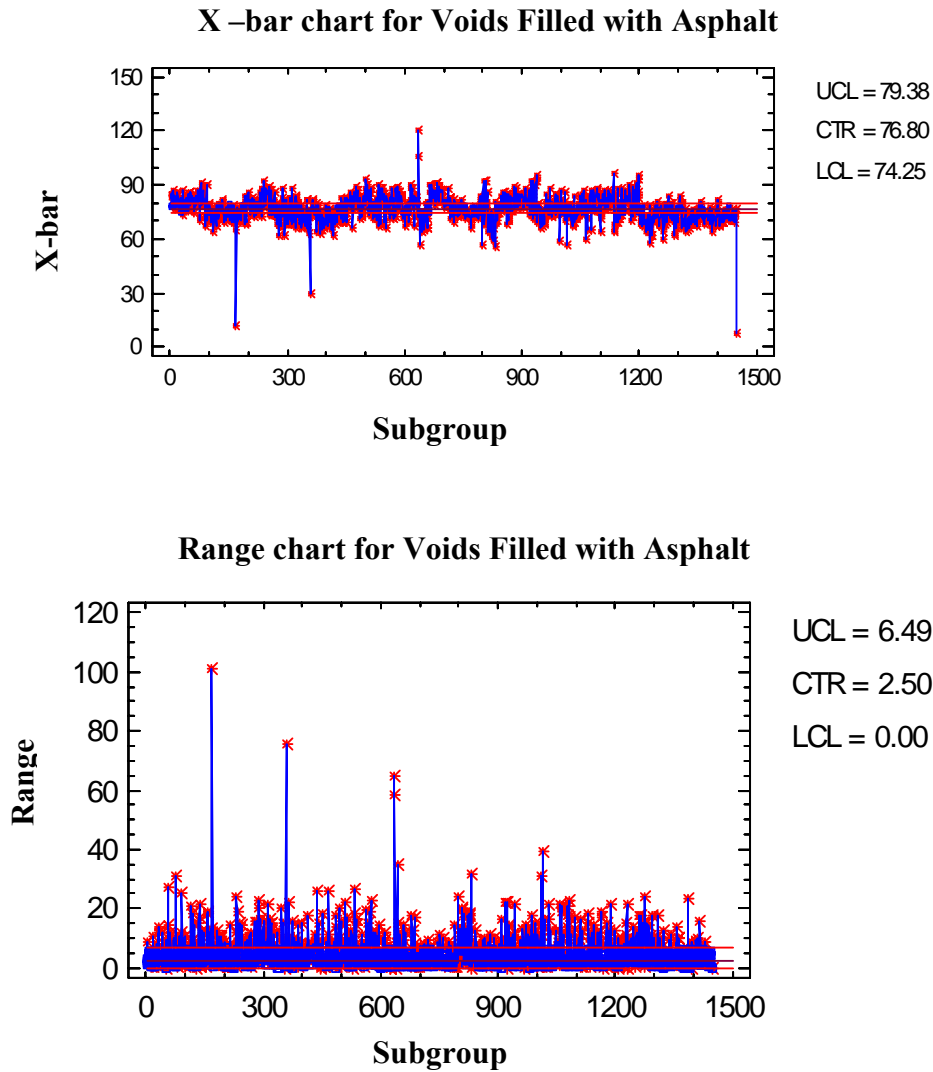 X –bar chart for Voids Filled with Asphalt
150
120
90
60
30
0
X-bar
0 300 600 900 1200 1500
Subgroup
UCL = 79.38
CTR = 76.80
LCL = 74.25
Range chart for Voids Filled with Asphalt
120
100
80
60
40
20
0
Range
0 300 600 900 1200 1500
Subgroup
UCL = 6.49
CTR = 2.50
LCL = 0.00